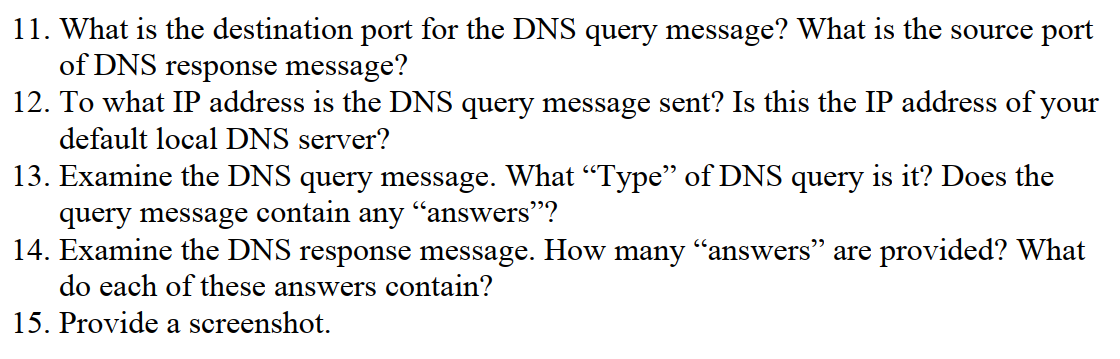 11. What is the destination port for the DNS query message? What is the source port
of DNS response message?
12. To what IP address is the DNS query message sent? Is this the IP address of your
default local DNS server?
13. Examine the DNS query message. What “Type” of DNS query is it? Does the
query message contain any “answers”?
14. Examine the DNS response message. How many “answers” are provided? What
do each of these answers contain?
15. Provide a screenshot.